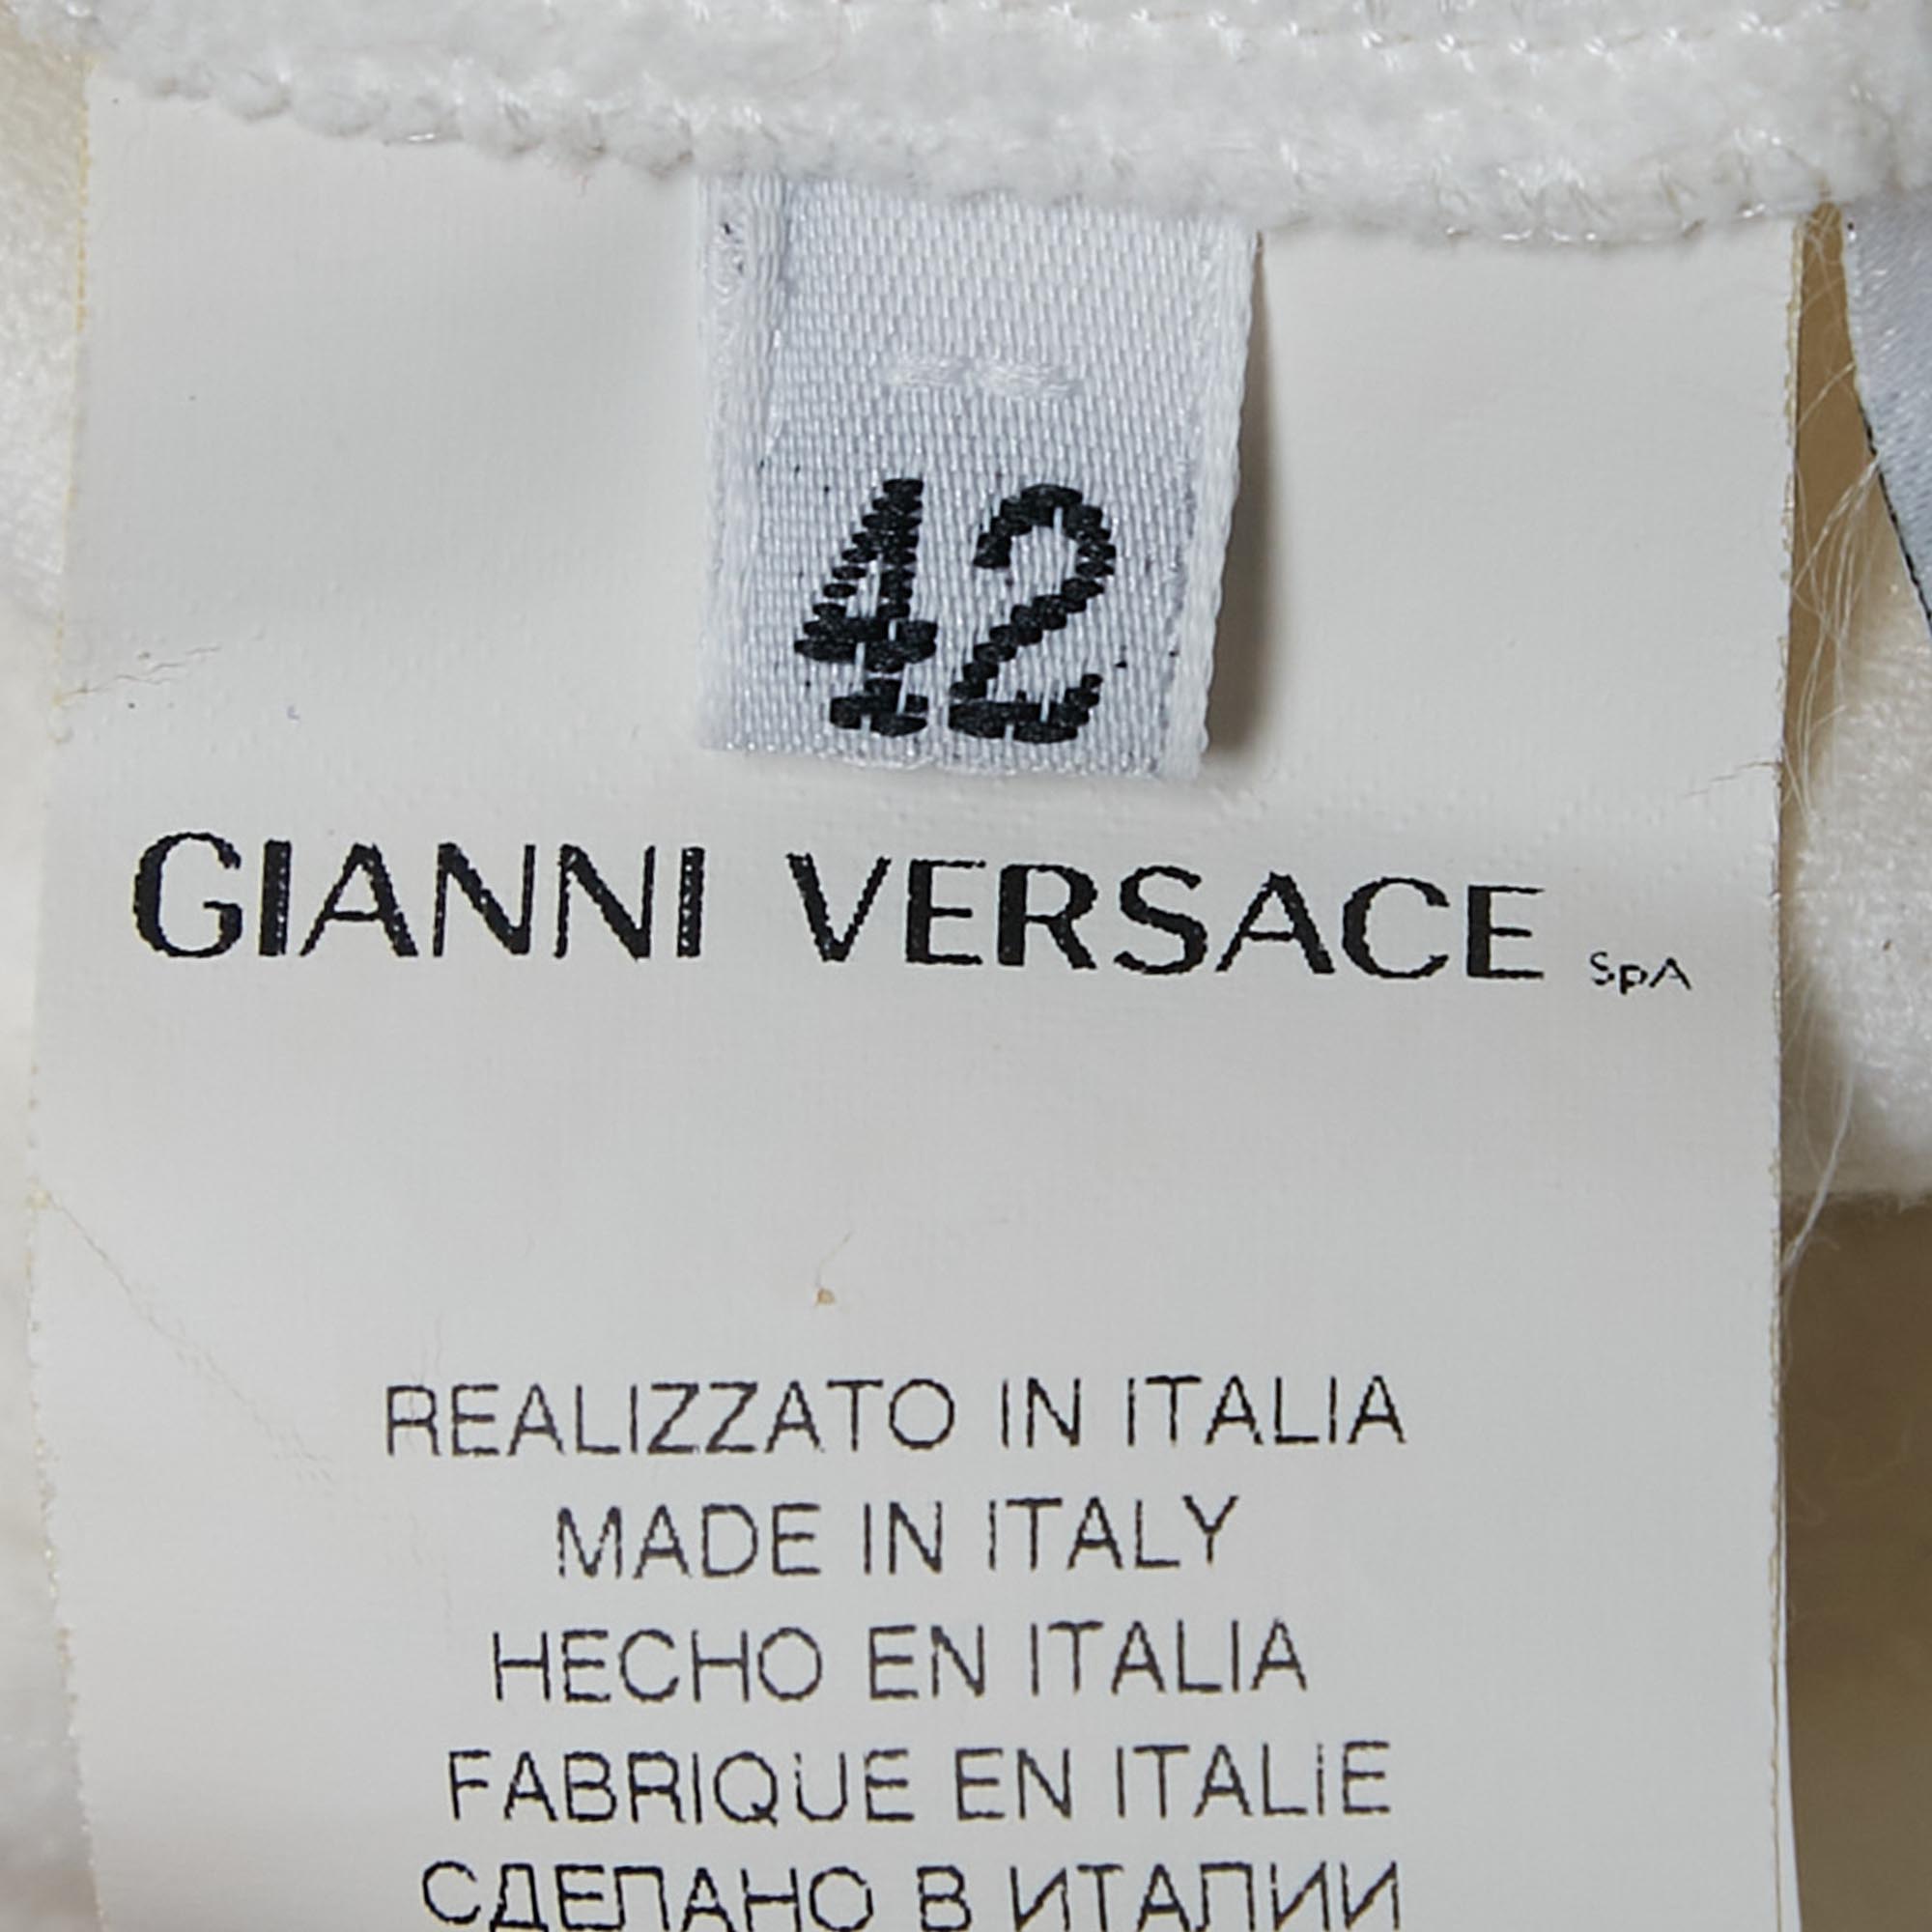 42
GIANNI VERSACE SpA
REALIZZATO IN ITALIA
MADE IN ITALY
HECHO EN ITALIA
FABRIQUE EN ITALIE
СДЕЛАНО В ИТАЛИИ